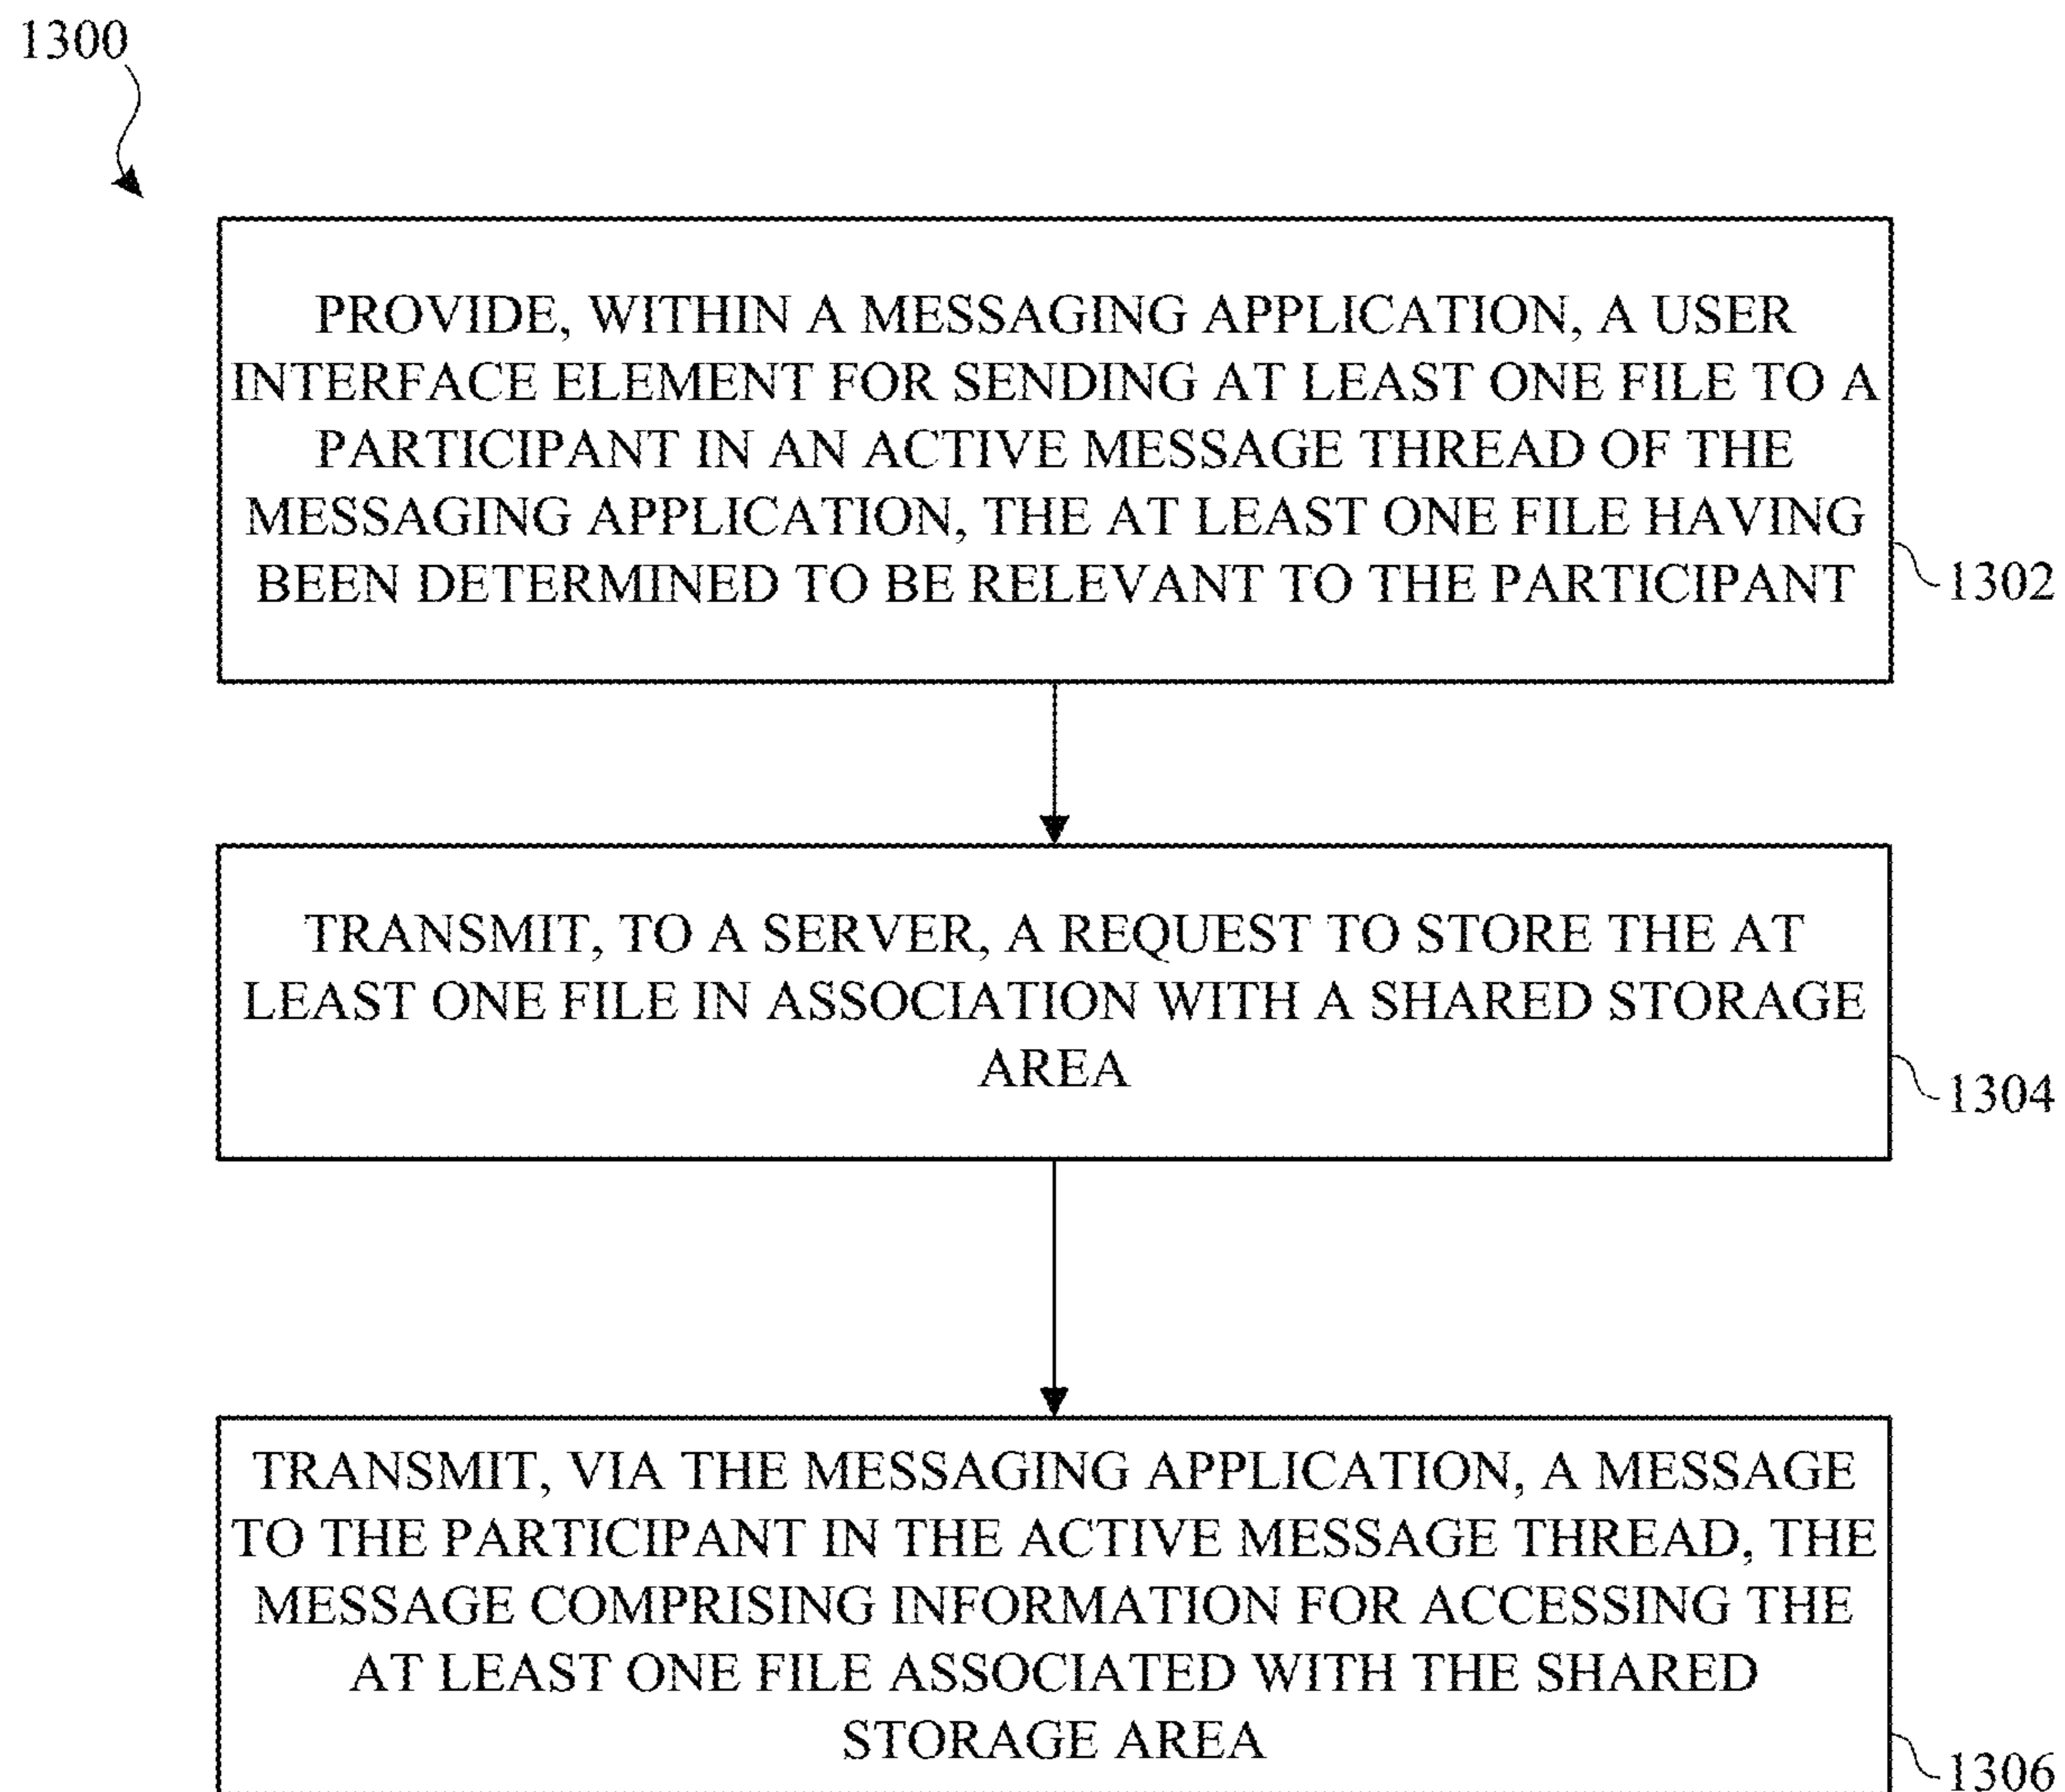 1300
PROVIDE, WITHIN A MESSAGING APPLICATION, A USER
INTERFACE ELEMENT FOR SENDING AT LEAST ONE FILE TO A
PARTICIPANT IN AN ACTIVE MESSAGE THREAD OF THE
MESSAGING APPLICATION, THE AT LEAST ONE FILE HAVING
BEEN DETERMINED TO BE RELEVANT TO THE PARTICIPANT
1302
TRANSMIT, TO A SERVER, A REQUEST TO STORE THE AT
LEAST ONE FILE IN ASSOCIATION WITH A SHARED STORAGE
AREA
1304
TRANSMIT, VIA THE MESSAGING APPLICATION, A MESSAGE
TO THE PARTICIPANT IN THE ACTIVE MESSAGE THREAD, THE
MESSAGE COMPRISING INFORMATION FOR ACCESSING THE
AT LEAST ONE FILE ASSOCIATED WITH THE SHARED
STORAGE AREA
1306